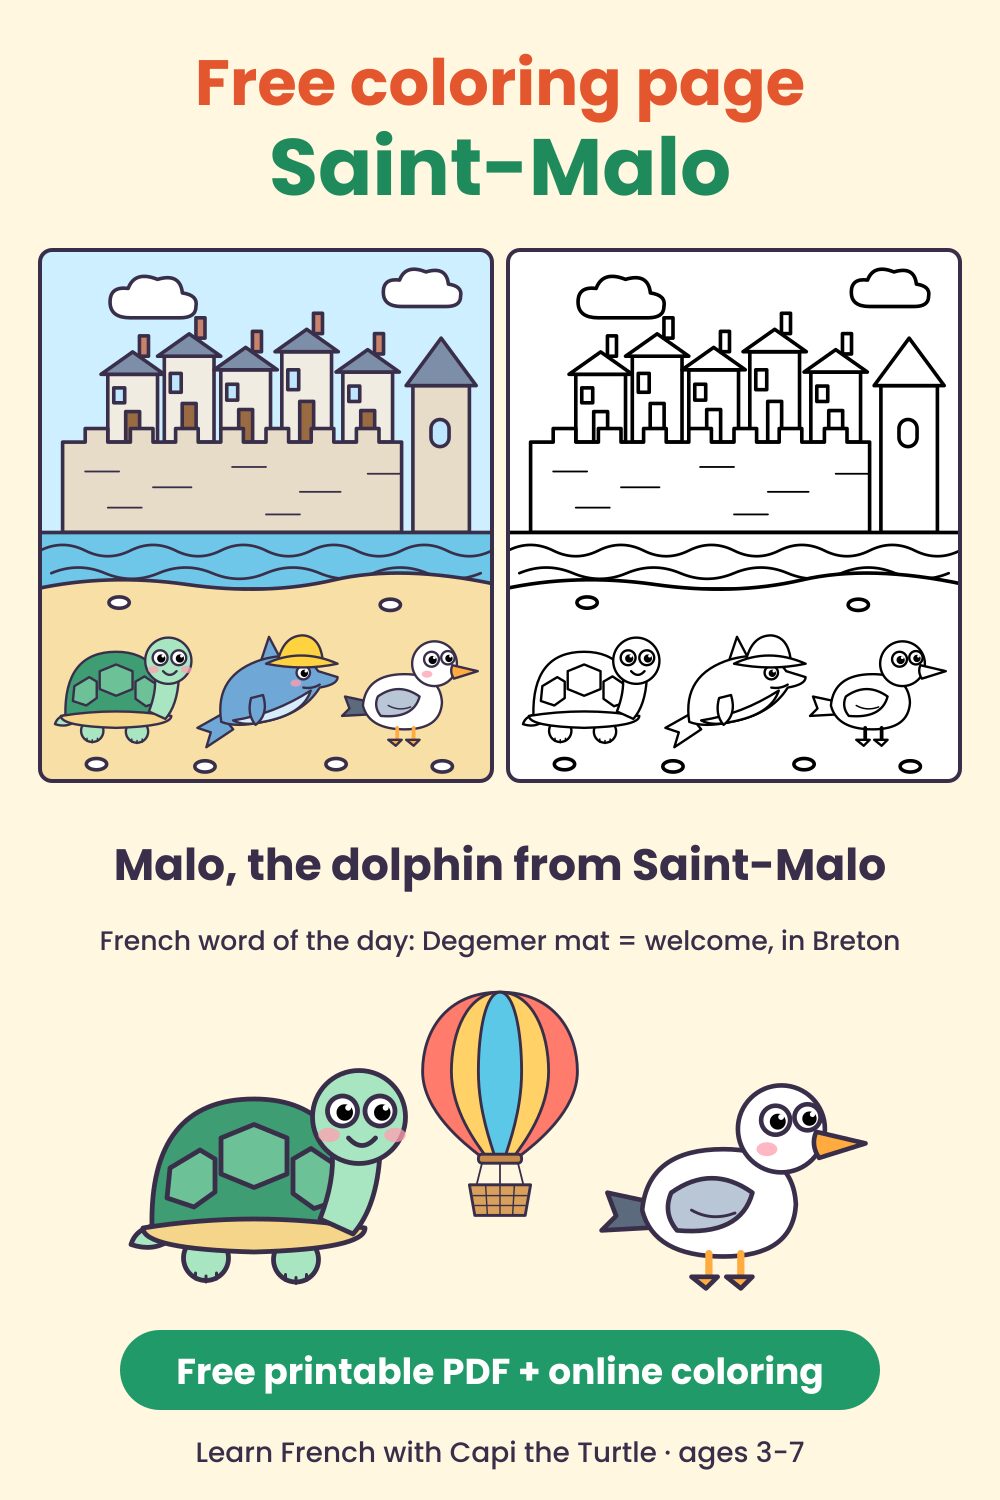 Free coloring page
Saint-Malo
Malo, the dolphin from Saint-Malo
French word of the day: Degemer mat = welcome, in Breton
Free printable PDF + online coloring
Learn French with Capi the Turtle · ages 3-7